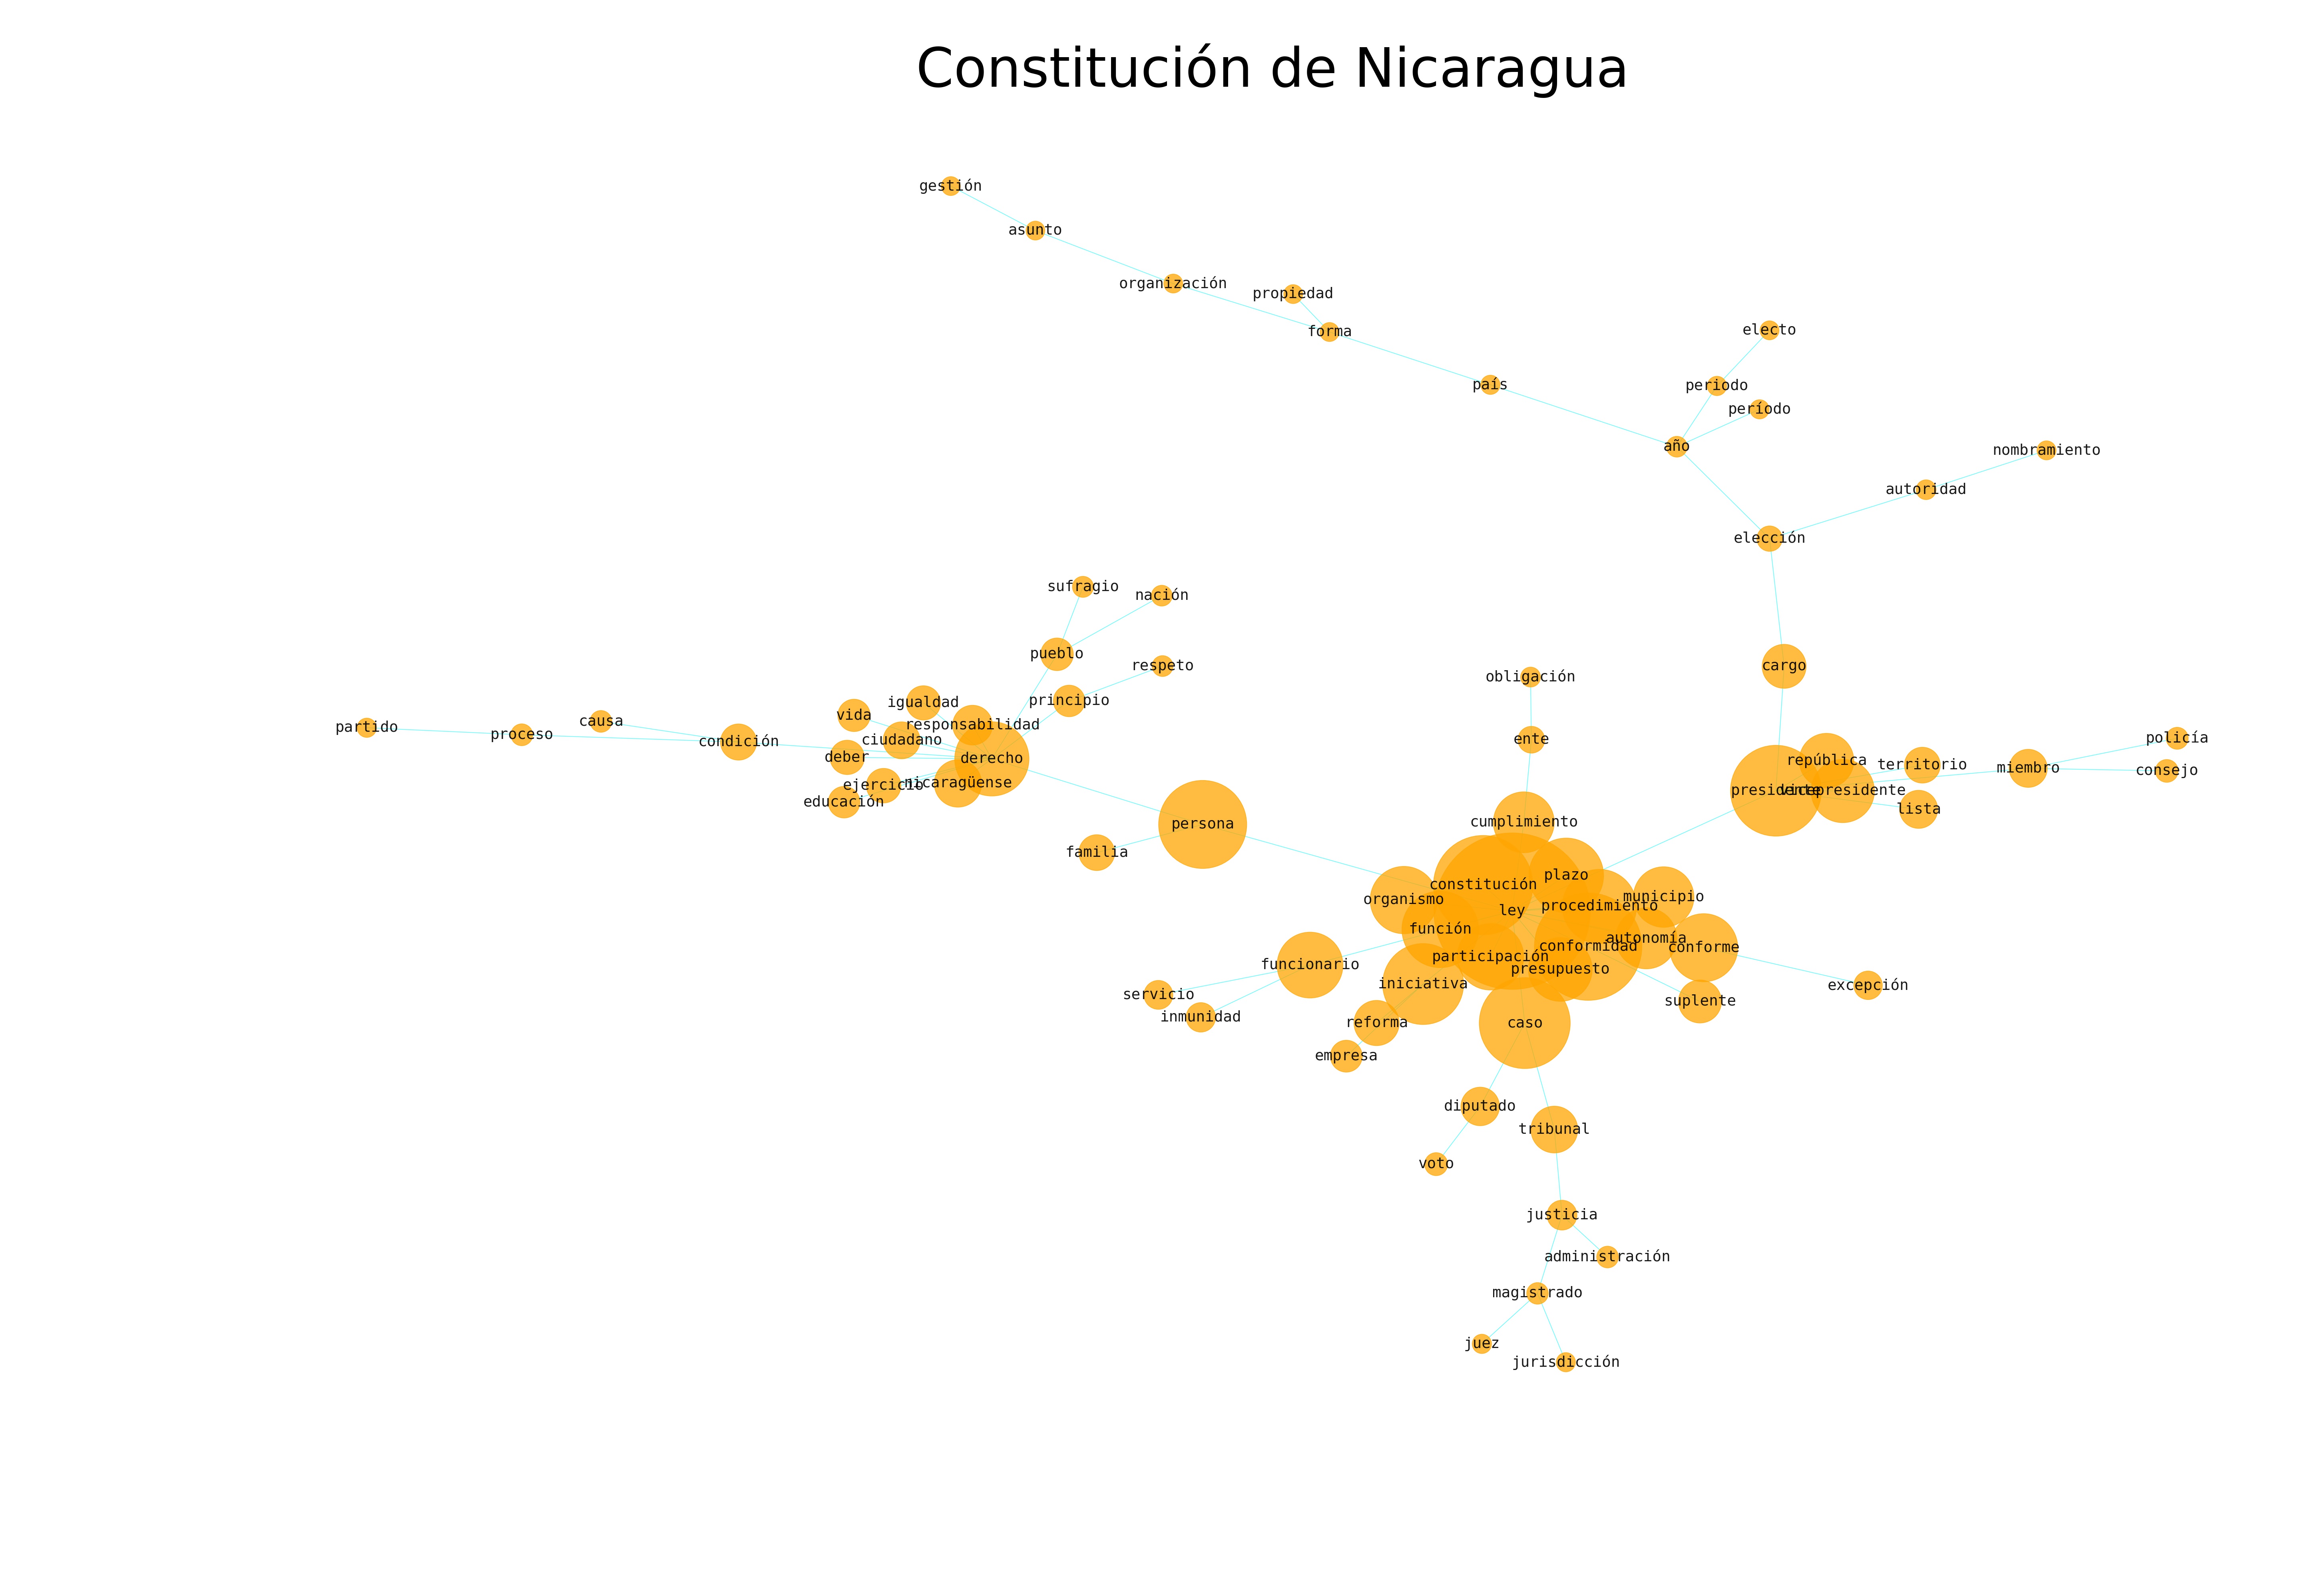 Constitución de Nicaragua
gestión
asunto
organización
propiedad
forma
electo
país
periodo
período
año
nombramiento
autoridad
elección
sufragio
nación
pueblo
respeto
cargo
obligación
principio
igualdad
vida
responsabilidad
causa
partido
proceso
condición
ciudadano
ente
policía
deber
derecho
república
territorio
miembro
consejo
ejercicio
nicaragüense
presidente
vicepresidente
educación
lista
persona
cumplimiento
familia
plazo
constitución
municipio
organismo
procedimiento
ley
función
autonomía
conformidad
conforme
participación
funcionario
presupuesto
iniciativa
excepción
servicio
suplente
inmunidad
reforma
caso
empresa
diputado
tribunal
voto
justicia
administración
magistrado
juez
jurisdicción